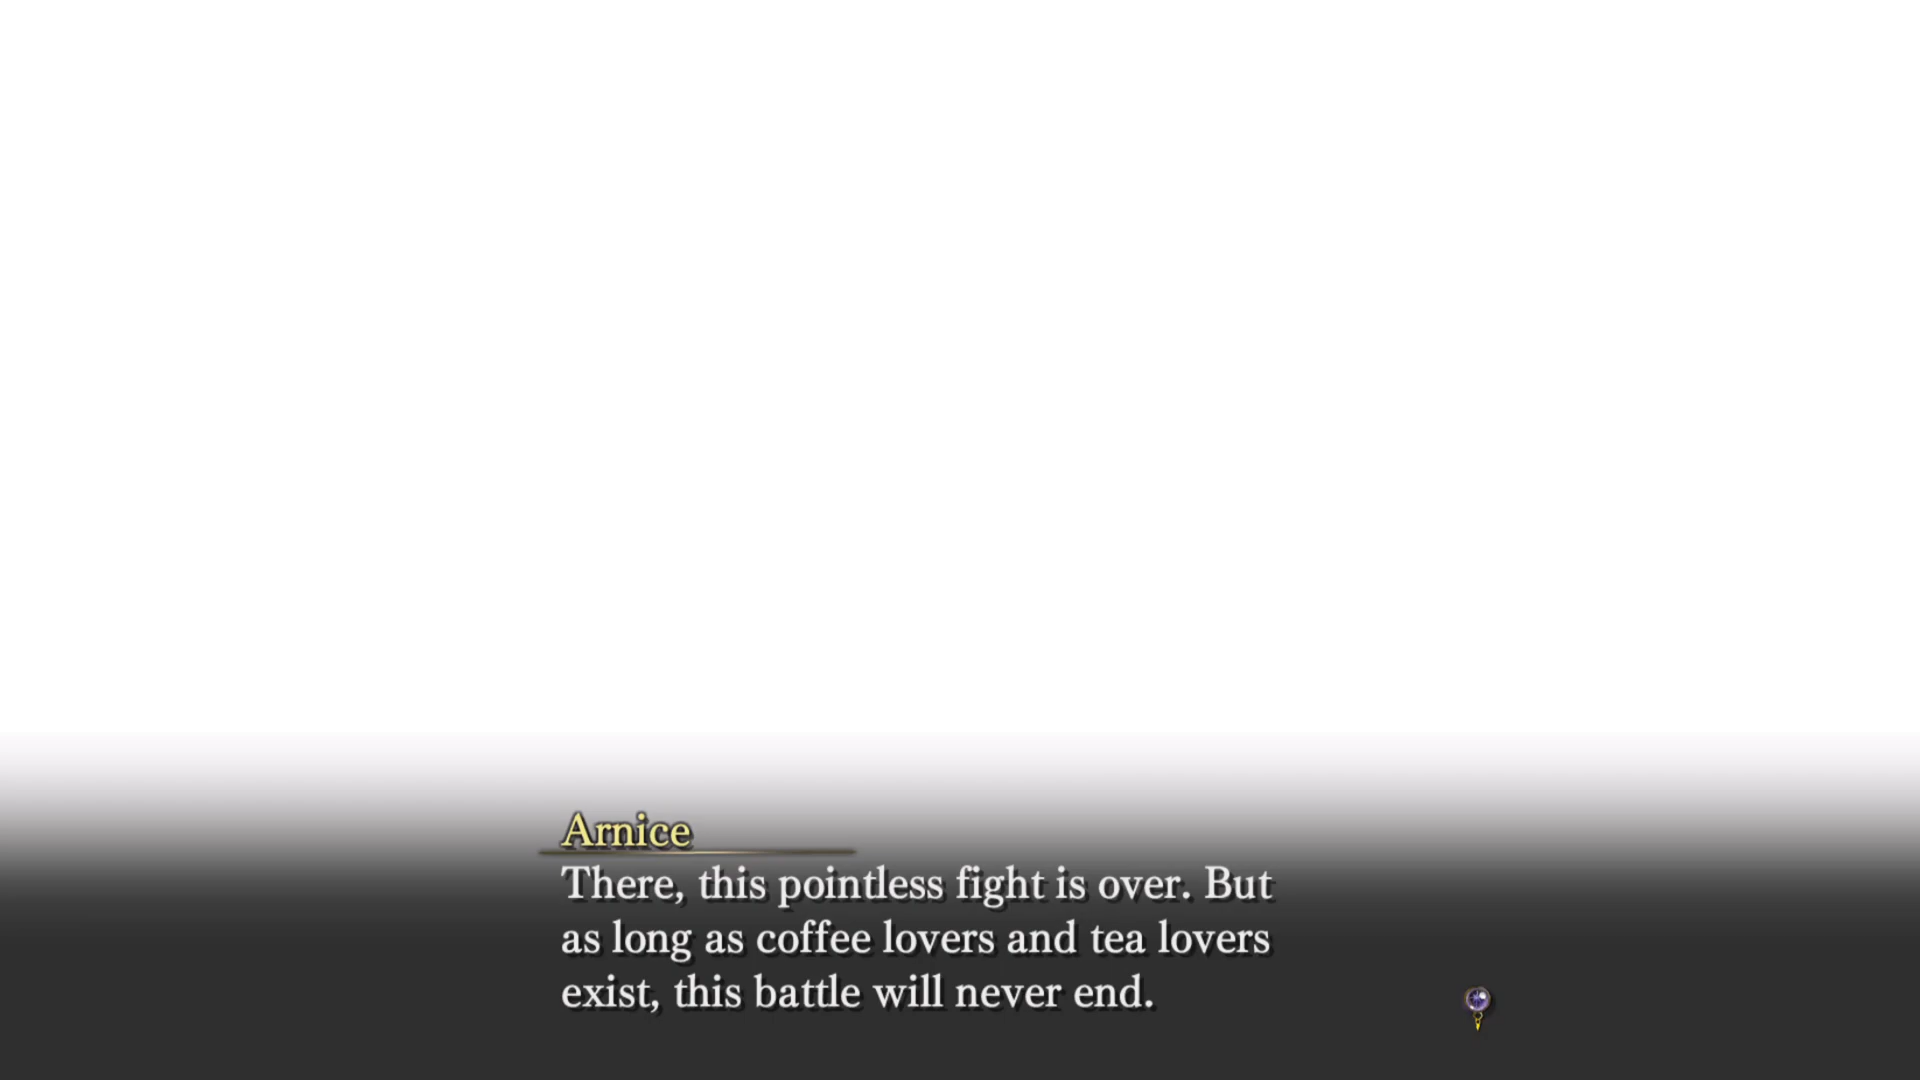 Arnice
There, this pointless fight is over. But
as long as coffee lovers and tea lovers
exist, this battle will never end.